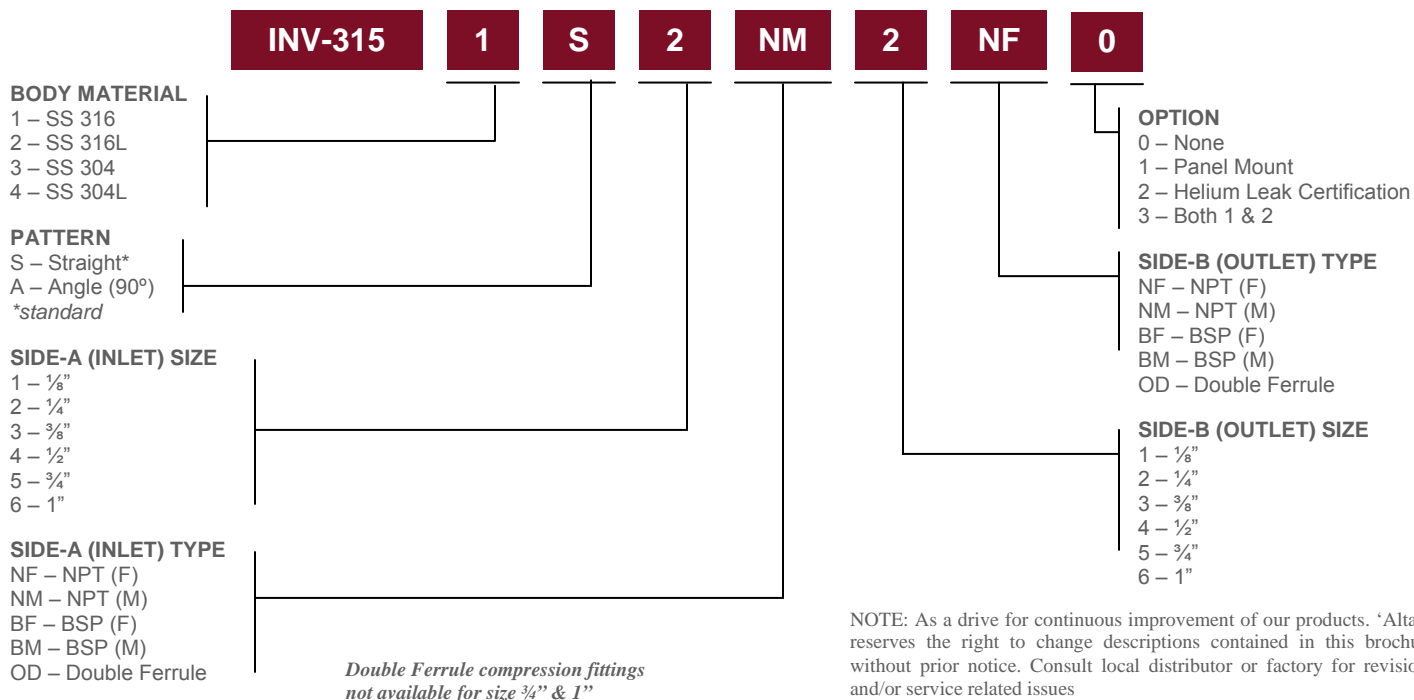 INV-315 1 S 2 NM 2 NF 0
BODY MATERIAL
1 – SS 316
2 – SS 316L
3 – SS 304
4 – SS 304L
PATTERN
S – Straight*
A – Angle (90º)
*standard
SIDE-A (INLET) SIZE
1 – ⅛”
2 – ¼”
3 – ⅜”
4 – ½”
5 – ¾”
6 – 1”
SIDE-A (INLET) TYPE
NF – NPT (F)
NM – NPT (M)
BF – BSP (F)
BM – BSP (M)
OD – Double Ferrule
Double Ferrule compression fittings
not available for size ¾” & 1”
OPTION
0 – None
1 – Panel Mount
2 – Helium Leak Certification
3 – Both 1 & 2
SIDE-B (OUTLET) TYPE
NF – NPT (F)
NM – NPT (M)
BF – BSP (F)
BM – BSP (M)
OD – Double Ferrule
SIDE-B (OUTLET) SIZE
1 – ⅛”
2 – ¼”
3 – ⅜”
4 – ½”
5 – ¾”
6 – 1”
NOTE: As a drive for continuous improvement of our products. ‘Alta
reserves the right to change descriptions contained in this brochu
without prior notice. Consult local distributor or factory for revision
and/or service related issues